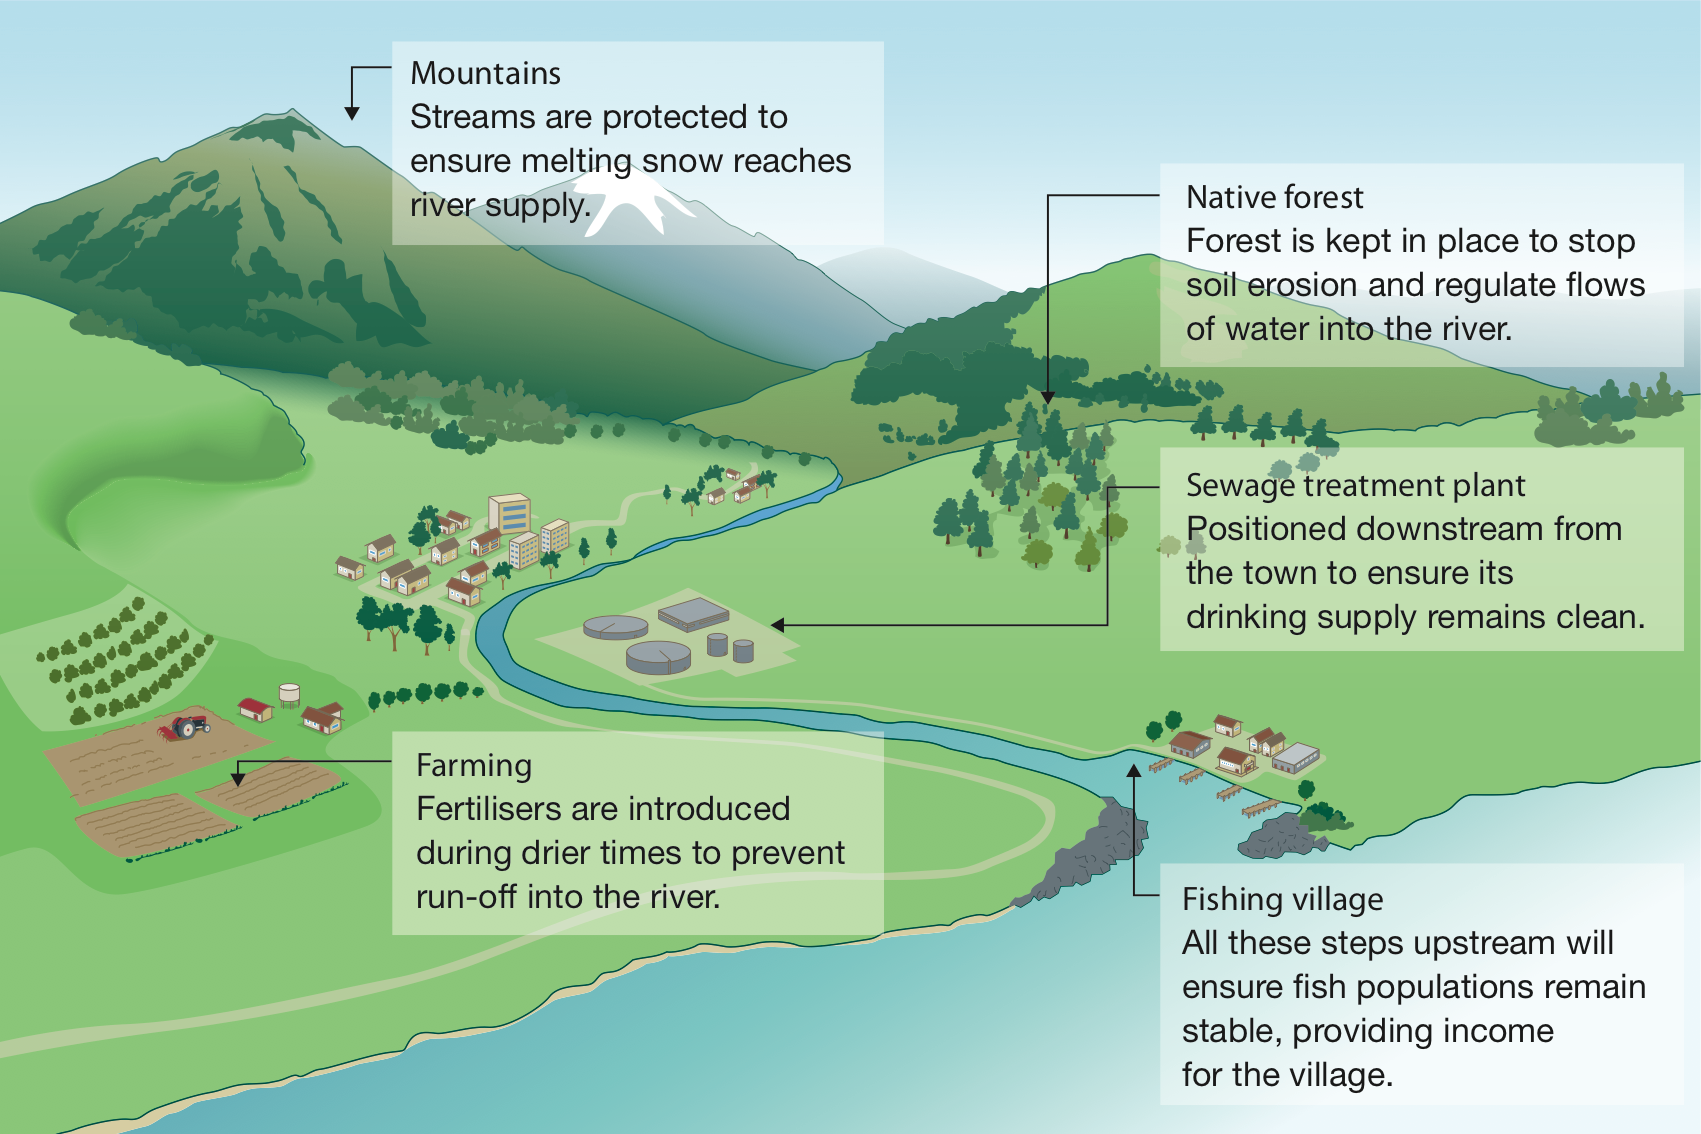 Mountains
Streams are protected to
ensure melting snow reaches
river supply.
Native forest
Forest is kept in place to stop
soil erosion and regulate flows
of water into the river.
Sewage treatment plant
Positioned downstream from
the town to ensure its
drinking supply remains clean.
Farming
Fertilisers are introduced
during drier times to prevent
run-off into the river.
Fishing village
All these steps upstream will
ensure fish populations remain
stable, providing income
for the village.